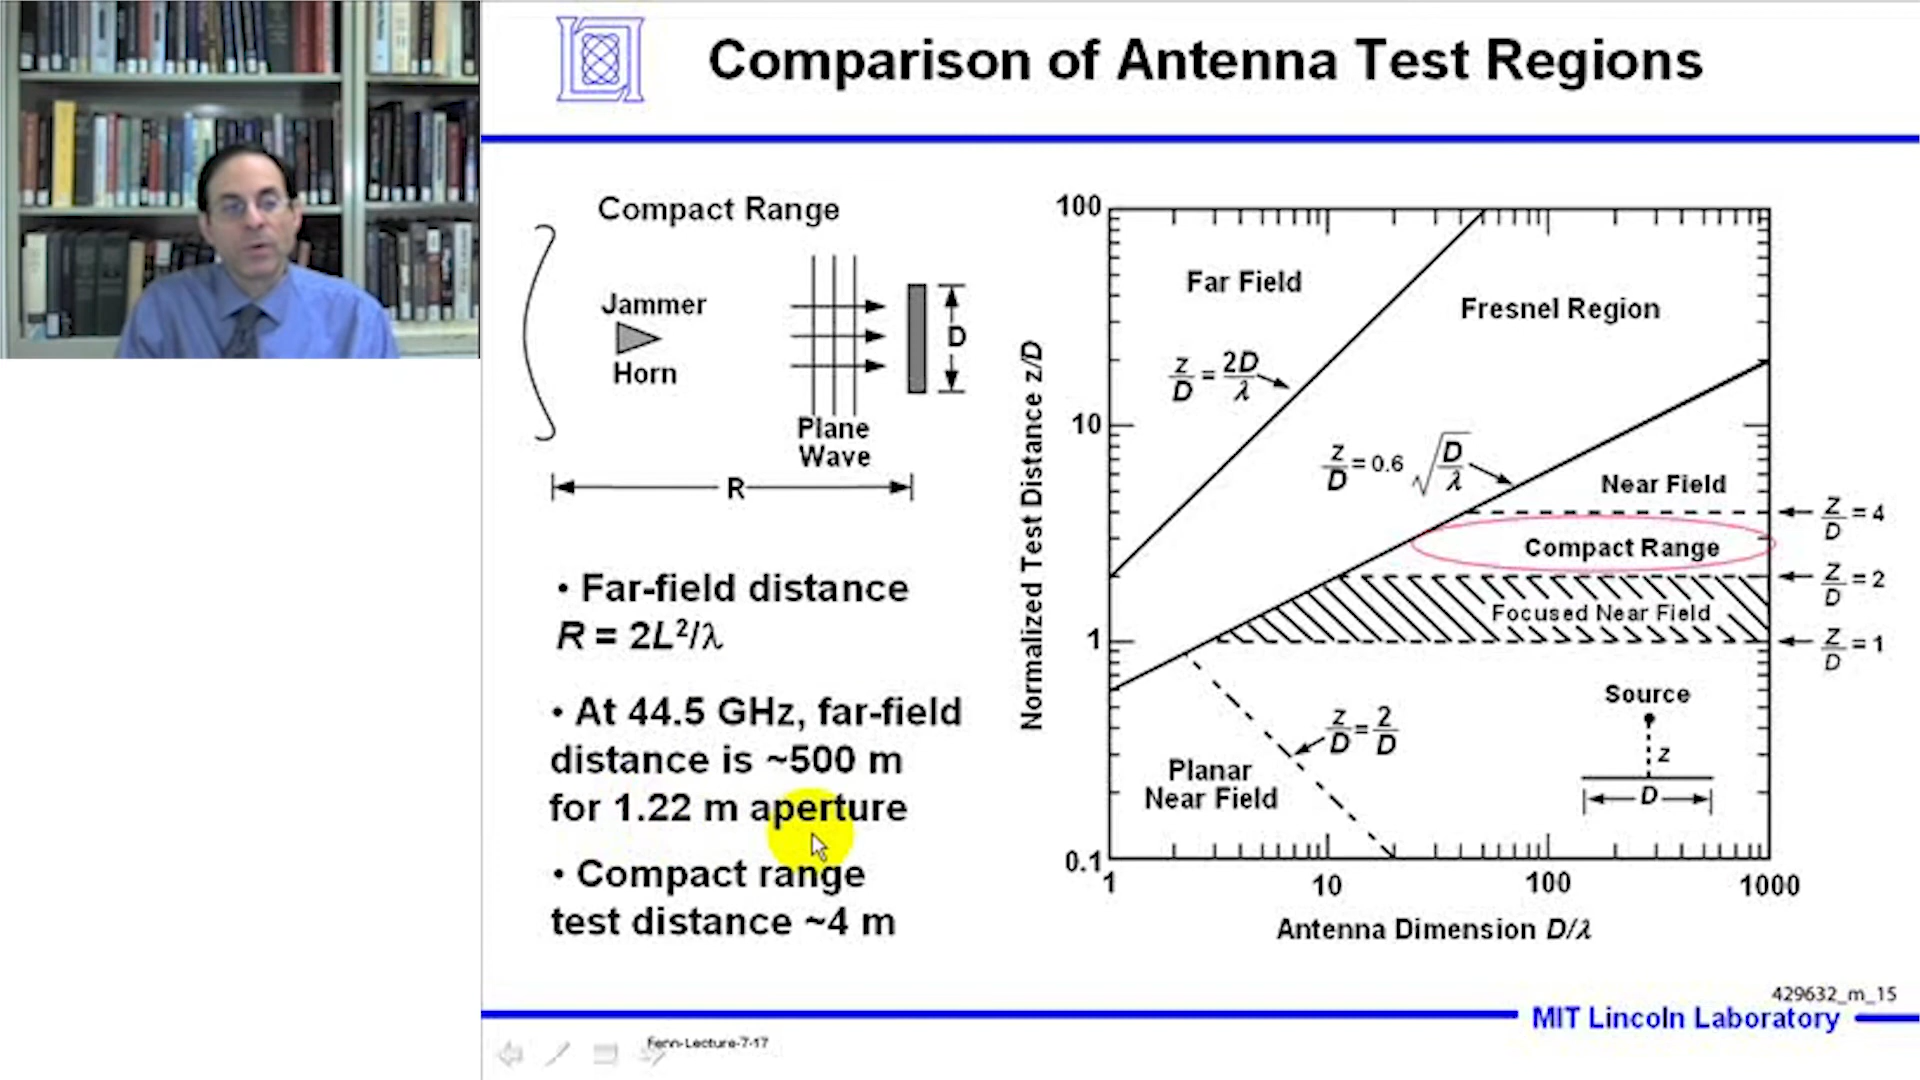 Comparison of Antenna Test Regions
Compact Range
Jammer
Horn
Plane
Wave
D
R
• Far-field distance
R = 2L²/λ
• At 44.5 GHz, far-field
distance is ~500 m
for 1.22 m aperture
• Compact range
test distance ~4 m
Normalized Test Distance z/D
100
10
1
0.1
Far Field
Fresnel Region
z/D = 2D/λ
z/D = 0.6 √(D/λ)
Near Field
z/D = 4
Compact Range
z/D = 2
Focused Near Field
z/D = 1
Source
z
D
z/D = 2/D
Planar
Near Field
1 10 100 1000
Antenna Dimension D/λ
429632_m_15
MIT Lincoln Laboratory
Fenn-Lecture-7-17